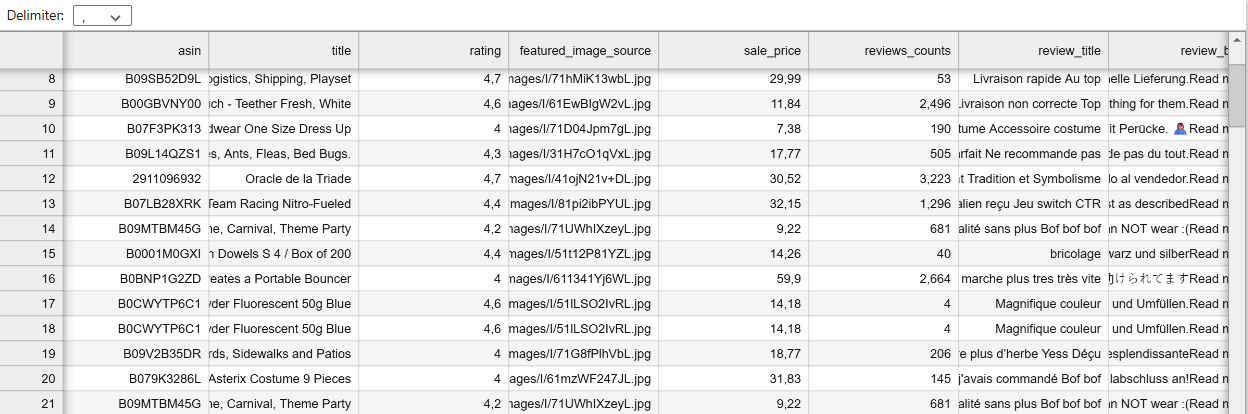 Delimiter: ,
asin title rating featured_image_source sale_price reviews_counts review_title review_b
8 B09SB52D9L ogistics, Shipping, Playset 4,7 nages/I/71hMiK13wbL.jpg 29,99 53 Livraison rapide Au top nelle Lieferung.Read m
9 B00GBVNY00 uch - Teether Fresh, White 4,6 nages/I/61EwBIgW2vL.jpg 11,84 2,496 Livraison non correcte Top thing for them.Read m
10 B07F3PK313 dwear One Size Dress Up 4 nages/I/71D04Jpm7gL.jpg 7,38 190 tume Accessoire costume it Perücke. Read m
11 B09L14QZS1 s, Ants, Fleas, Bed Bugs. 4,3 mages/I/31H7cO1qVxL.jpg 17,77 505 rfait Ne recommande pas de pas du tout.Read m
12 2911096932 Oracle de la Triade 4,7 mages/I/41ojN21v+DL.jpg 30,52 3,223 t Tradition et Symbolisme lo al vendedor.Read m
13 B07LB28XRK Team Racing Nitro-Fueled 4,4 mages/I/81pi2ibPYUL.jpg 32,15 1,296 alien reçu Jeu switch CTR st as describedRead m
14 B09MTBM45G ne, Carnival, Theme Party 4,2 ages/I/71UWhIXzeyL.jpg 9,22 681 alité sans plus Bof bof bof an NOT wear :(Read m
15 B0001M0GXI n Dowels S 4 / Box of 200 4,4 mages/I/51t12P81YZL.jpg 14,26 40 bricolage warz und silberRead m
16 B0BNP1G2ZD reates a Portable Bouncer 4 mages/I/611341Yj6WL.jpg 59,9 2,664 marche plus tres très vite 付けられてますRead m
17 B0CWYTP6C1 vder Fluorescent 50g Blue 4,6 mages/I/51ILSO2IvRL.jpg 14,18 4 Magnifique couleur und Umfüllen.Read m
18 B0CWYTP6C1 vder Fluorescent 50g Blue 4,6 mages/I/51ILSO2IvRL.jpg 14,18 4 Magnifique couleur und Umfüllen.Read m
19 B09V2B35DR rds, Sidewalks and Patios 4 mages/I/71G8fPlhVbL.jpg 18,77 206 e plus d'herbe Yess Déçu esplendissanteRead m
20 B079K3286L Asterix Costume 9 Pieces 4 ages/I/61mzWF247JL.jpg 31,83 145 j'avais commandé Bof bof labschluss an!Read m
21 B09MTBM45G ne, Carnival, Theme Party 4,2 ages/I/71UWhIXzeyL.jpg 9,22 681 alité sans plus Bof bof bof an NOT wear :(Read m